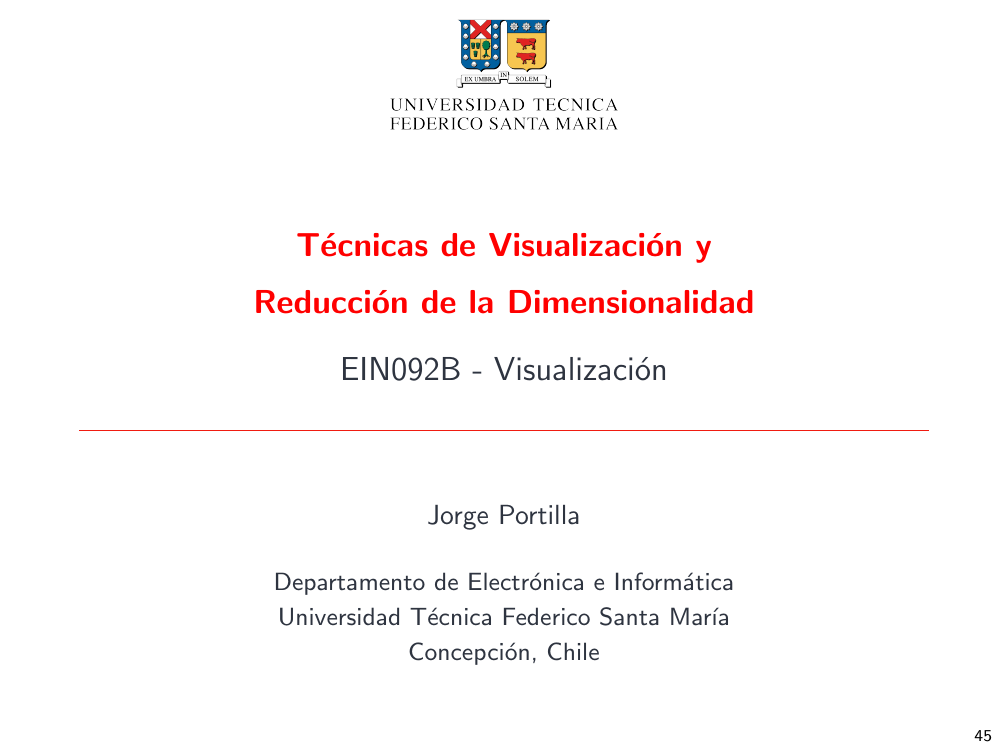 EX UMBRA IN SOLEM
UNIVERSIDAD TECNICA
FEDERICO SANTA MARIA
Técnicas de Visualización y
Reducción de la Dimensionalidad
EIN092B - Visualización
Jorge Portilla
Departamento de Electrónica e Informática
Universidad Técnica Federico Santa María
Concepción, Chile
45